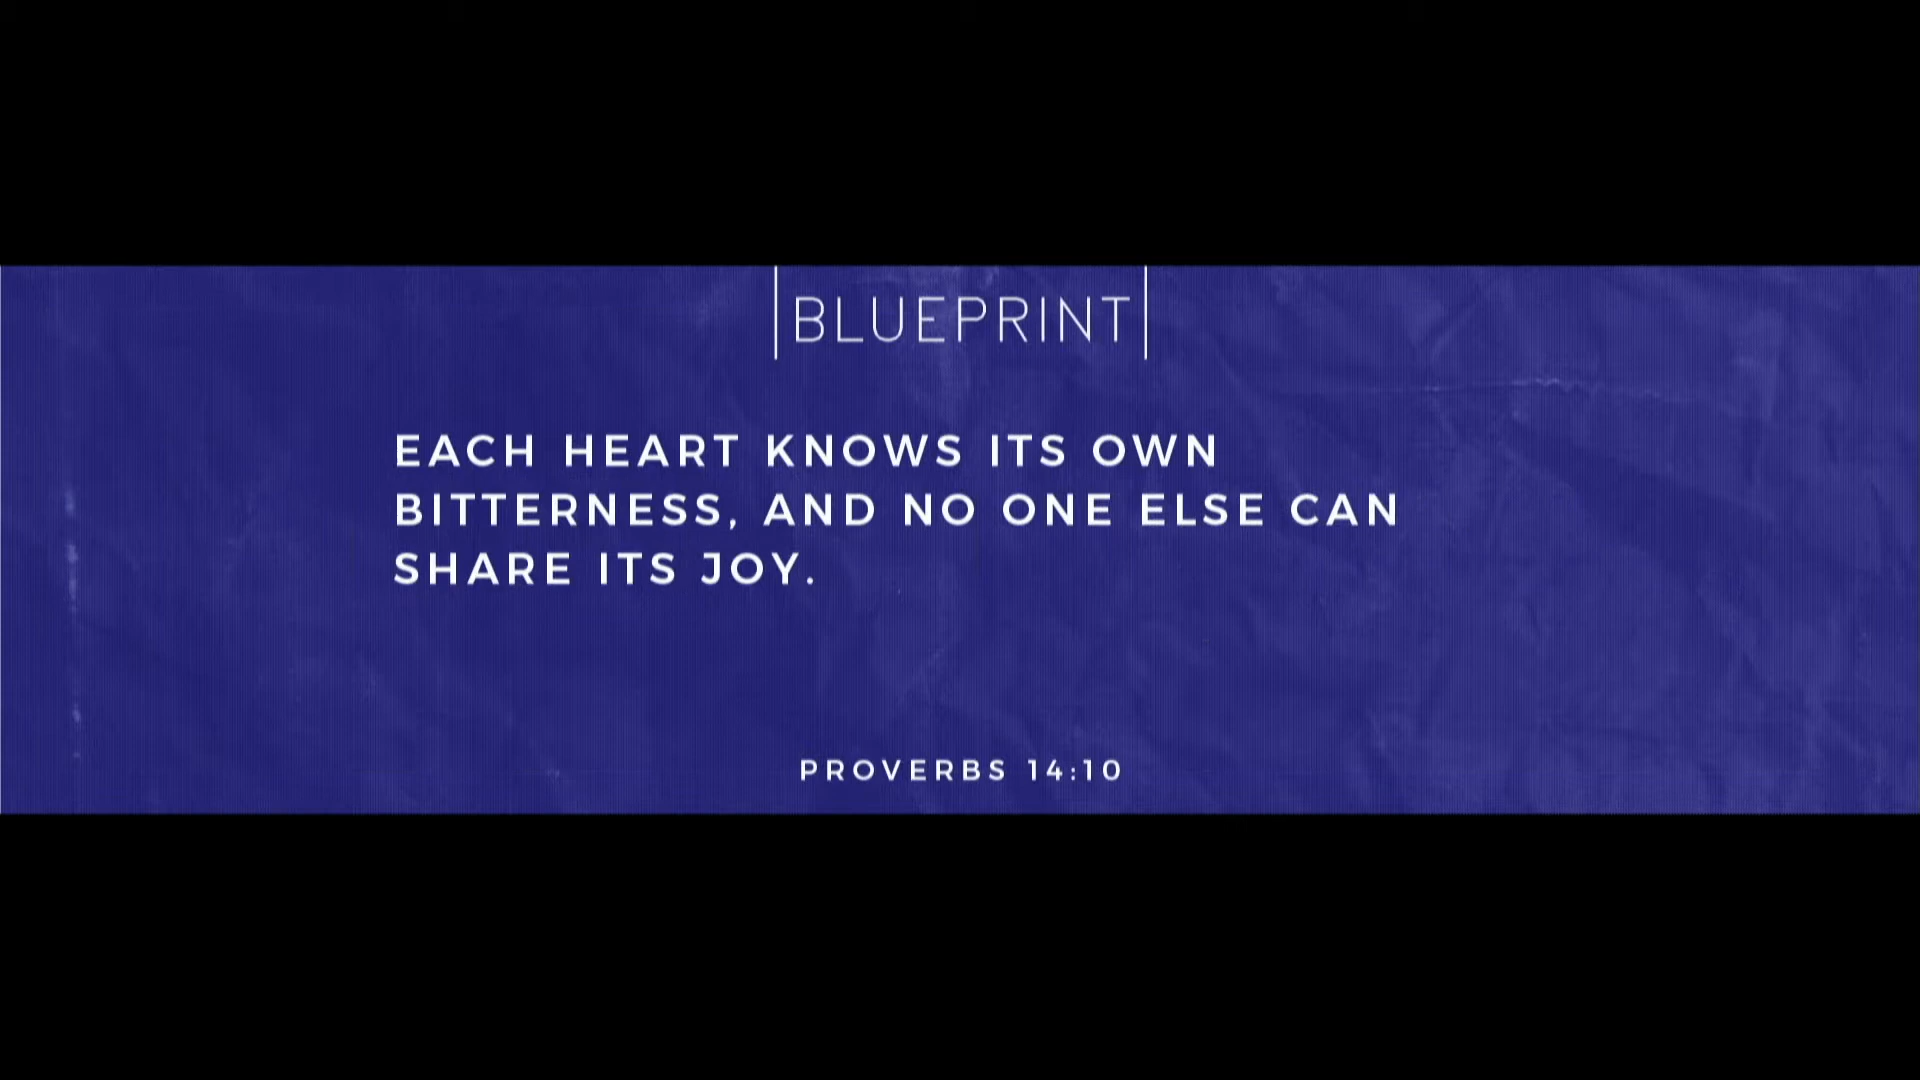 BLUEPRINT
EACH HEART KNOWS ITS OWN
BITTERNESS, AND NO ONE ELSE CAN
SHARE ITS JOY.
PROVERBS 14:10